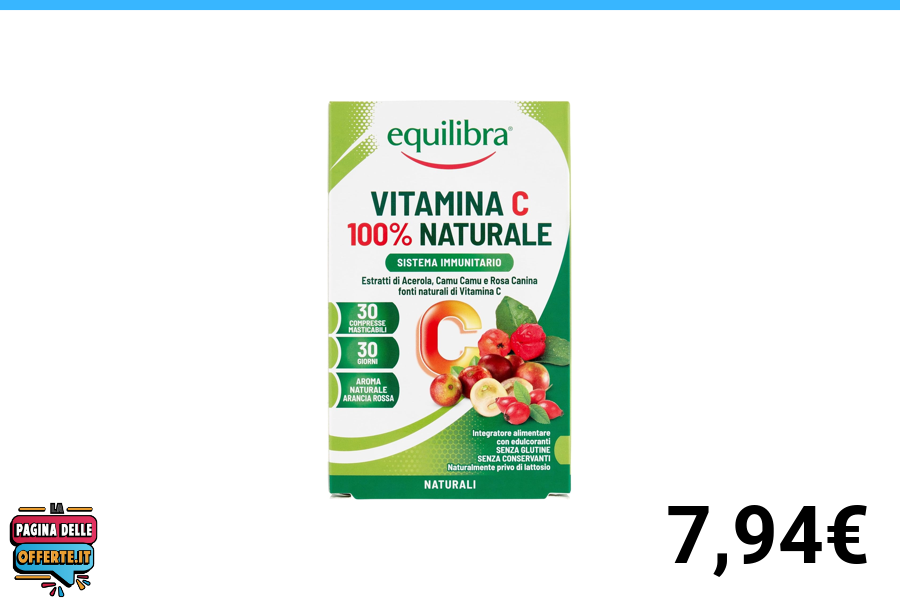 equilibra®
VITAMINA C
100% NATURALE
SISTEMA IMMUNITARIO
Estratti di Acerola, Camu Camu e Rosa Canina
fonti naturali di Vitamina C
30
COMPRESSE
MASTICABILI
30
GIORNI
AROMA
NATURALE
ARANCIA ROSSA
C
Integratore alimentare
con edulcoranti
SENZA GLUTINE
SENZA CONSERVANTI
Naturalmente privo di lattosio
NATURALI
LA
PAGINA DELLE
OFFERTE.IT
7,94€